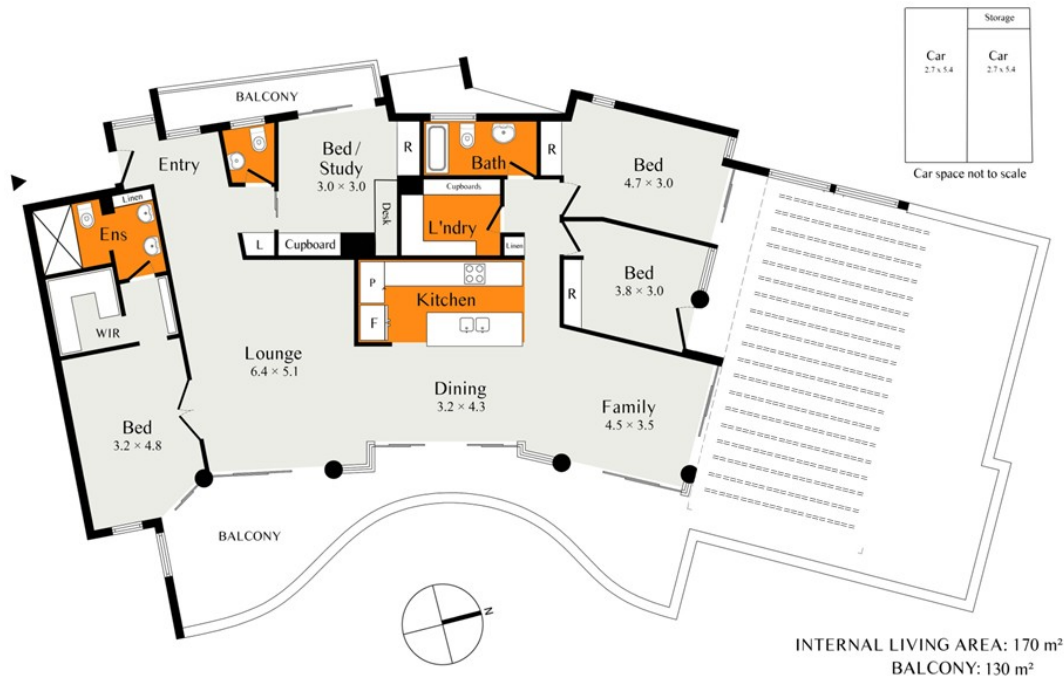 Storage
Car
2.7 x 5.4
Car
2.7 x 5.4
Car space not to scale
BALCONY
Entry
Bed /
Study
3.0 × 3.0
R
Bath
R
Bed
4.7 × 3.0
Linen
Ens
Desk
Cupboards
L'ndry
L
Cupboard
Linen
Bed
3.8 × 3.0
R
P
Kitchen
F
WIR
Lounge
6.4 × 5.1
Dining
3.2 × 4.3
Family
4.5 × 3.5
Bed
3.2 × 4.8
BALCONY
N
INTERNAL LIVING AREA: 170 m²
BALCONY: 130 m²